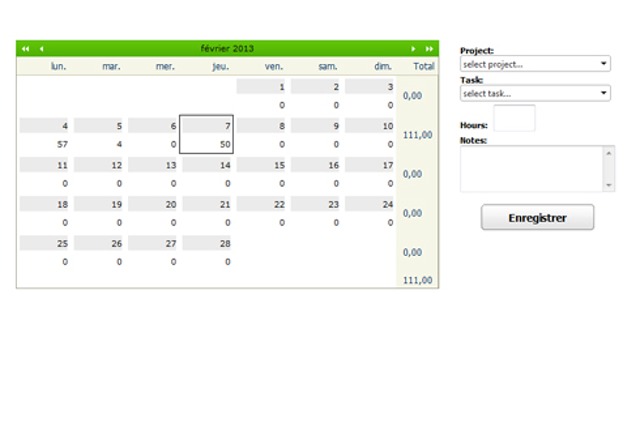 février 2013
lun. mar. mer. jeu. ven. sam. dim. Total
1 2 3
0,00
0 0 0
4 5 6 7 8 9 10
111,00
57 4 0 50 0 0 0
11 12 13 14 15 16 17
0,00
0 0 0 0 0 0 0
18 19 20 21 22 23 24
0,00
0 0 0 0 0 0 0
25 26 27 28
0,00
0 0 0 0
111,00
Project:
select project...
Task:
select task...
Hours:
Notes:
Enregistrer